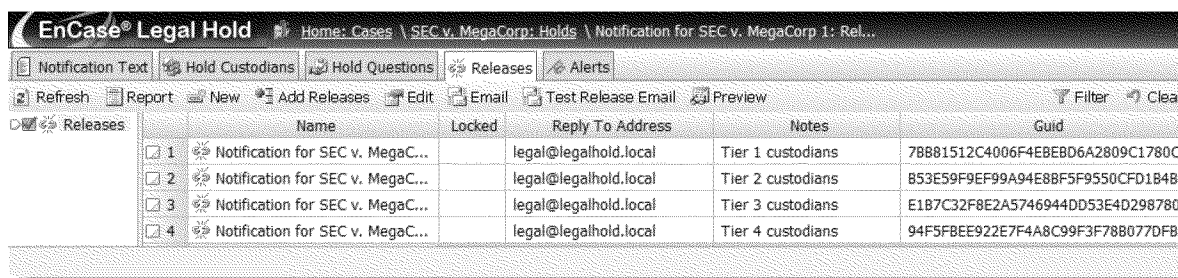 EnCase® Legal Hold Home: Cases \ SEC v. MegaCorp: Holds \ Notification for SEC v. MegaCorp 1: Rel...
Notification Text Hold Custodians Hold Questions Releases Alerts
Refresh Report New Add Releases Edit Email Test Release Email Preview Filter Clea
Releases Name Locked Reply To Address Notes Guid
1 Notification for SEC v. MegaC... legal@legalhold.local Tier 1 custodians 7BB81512C4006F4EBEBD6A2809C1780C
2 Notification for SEC v. MegaC... legal@legalhold.local Tier 2 custodians B53E59F9EF99A94E8BF5F9550CFD1B4B
3 Notification for SEC v. MegaC... legal@legalhold.local Tier 3 custodians E1B7C32F8E2A5746944DD53E4D298780
4 Notification for SEC v. MegaC... legal@legalhold.local Tier 4 custodians 94F5FBEE922E7F4A8C99F3F78B077DFB